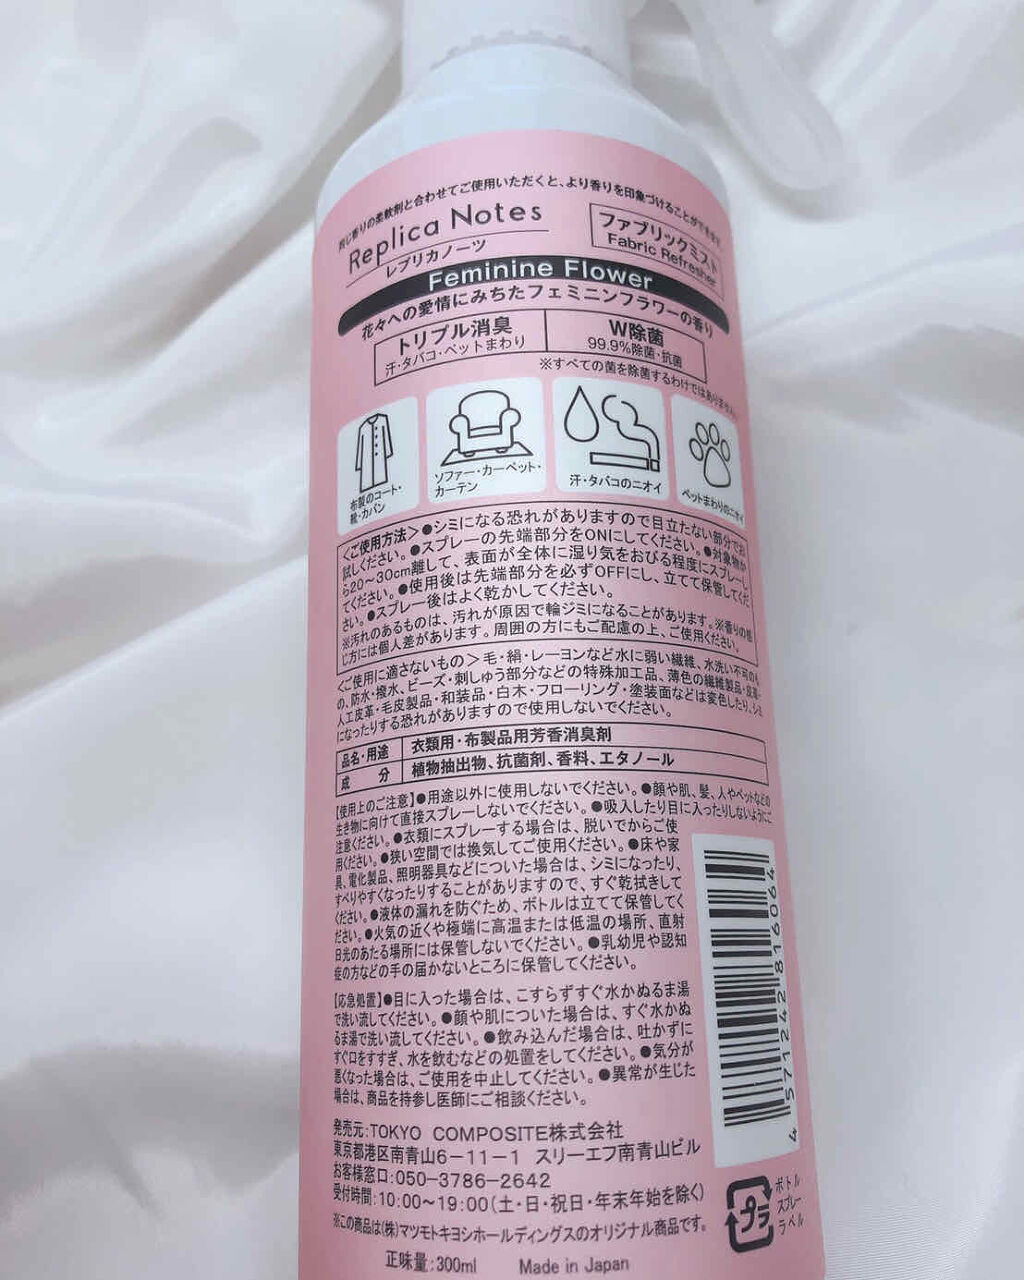 同じ香りの柔軟剤と合わせてご使用いただくと、より香りを印象づけることができます。
Replica Notes
レプリカノーツ
ファブリックミスト
Fabric Refresher
Feminine Flower
花々への愛情にみちたフェミニンフラワーの香り
トリプル消臭
汗・タバコ・ペットまわり
W除菌
99.9%除菌・抗菌
※すべての菌を除菌するわけではありません。
布製のコート・
靴・カバン
ソファー・カーペット・
カーテン
汗・タバコのニオイ
ペットまわりのニオイ
<ご使用方法>●シミになる恐れがありますので目立たない部分でお
試しください。●スプレーの先端部分をONにしてください。●対象物か
ら20〜30cm離して、表面が全体に湿り気をおびる程度にスプレーし
てください。●使用後は先端部分を必ずOFFにし、立てて保管してくだ
さい。●スプレー後はよく乾かしてください。
※汚れのあるものは、汚れが原因で輪ジミになることがあります。※香りの感
じ方には個人差があります。周囲の方にもご配慮の上、ご使用ください。
<ご使用に適さないもの>毛・絹・レーヨンなど水に弱い繊維、水洗い不可のも
の、防水・撥水、ビーズ・刺しゅう部分などの特殊加工品、薄色の繊維製品・皮革・
人工皮革・毛皮製品・和装品・白木・フローリング・塗装面などは変色したり、シミ
になったりする恐れがありますので使用しないでください。
品名・用途 衣類用・布製品用芳香消臭剤
成 分 植物抽出物、抗菌剤、香料、エタノール
【使用上のご注意】●用途以外に使用しないでください。●顔や肌、髪、人やペットなどの
生き物に向けて直接スプレーしないでください。●吸入したり目に入ったりしないようにご
注意ください。●衣類にスプレーする場合は、脱いでからご使
用ください。●狭い空間では換気してご使用ください。●床や家
具、電化製品、照明器具などについた場合は、シミになったり、
すべりやすくなったりすることがありますので、すぐ乾拭きして
ください。●液体の漏れを防ぐため、ボトルは立てて保管してく
ださい。●火気の近くや極端に高温または低温の場所、直射
日光のあたる場所には保管しないでください。●乳幼児や認知
症の方などの手の届かないところに保管してください。
【応急処置】●目に入った場合は、こすらずすぐ水かぬるま湯
で洗い流してください。●顔や肌についた場合は、すぐ水かぬ
るま湯で洗い流してください。●飲み込んだ場合は、吐かずに
すぐ口をすすぎ、水を飲むなどの処置をしてください。●気分が
悪くなった場合は、ご使用を中止してください。●異常が生じた
場合は、商品を持参し医師にご相談ください。
4571242816064
発売元:TOKYO COMPOSITE株式会社
東京都港区南青山6-11-1 スリーエフ南青山ビル
お客様窓口:050-3786-2642
受付時間:10:00〜19:00(土・日・祝日・年末年始を除く)
※この商品は(株)マツモトキヨシホールディングスのオリジナル商品です。
プラ
ボトル
スプレー
ラベル
正味量:300ml Made in Japan